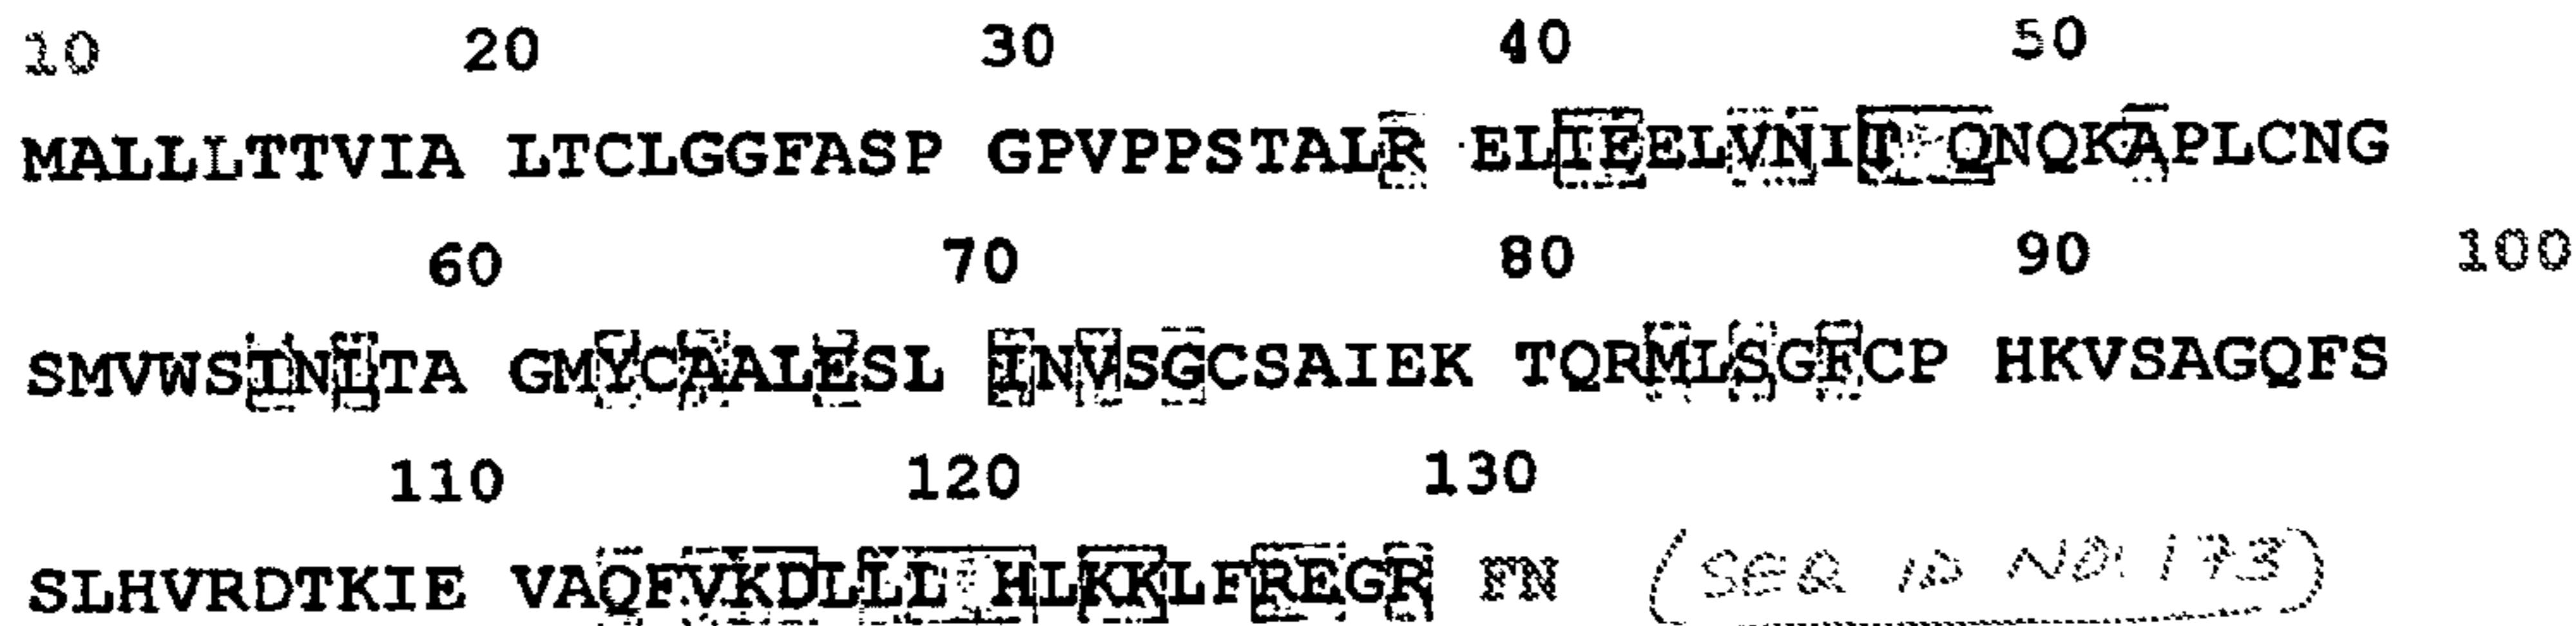 10 20 30 40 50
MALLLTTVIA LTCLGGFASP GPVPPSTALR ELIEELVNIT QNQKAPLCNG
60 70 80 90 100
SMVWSINLTA GMYCAALESL INVSGCSAIEK TQRMLSGFCP HKVSAGQFS
110 120 130
SLHVRDTKIE VAQFVKDLLL HLKKLFREGR FN (SEQ ID NO: 173)